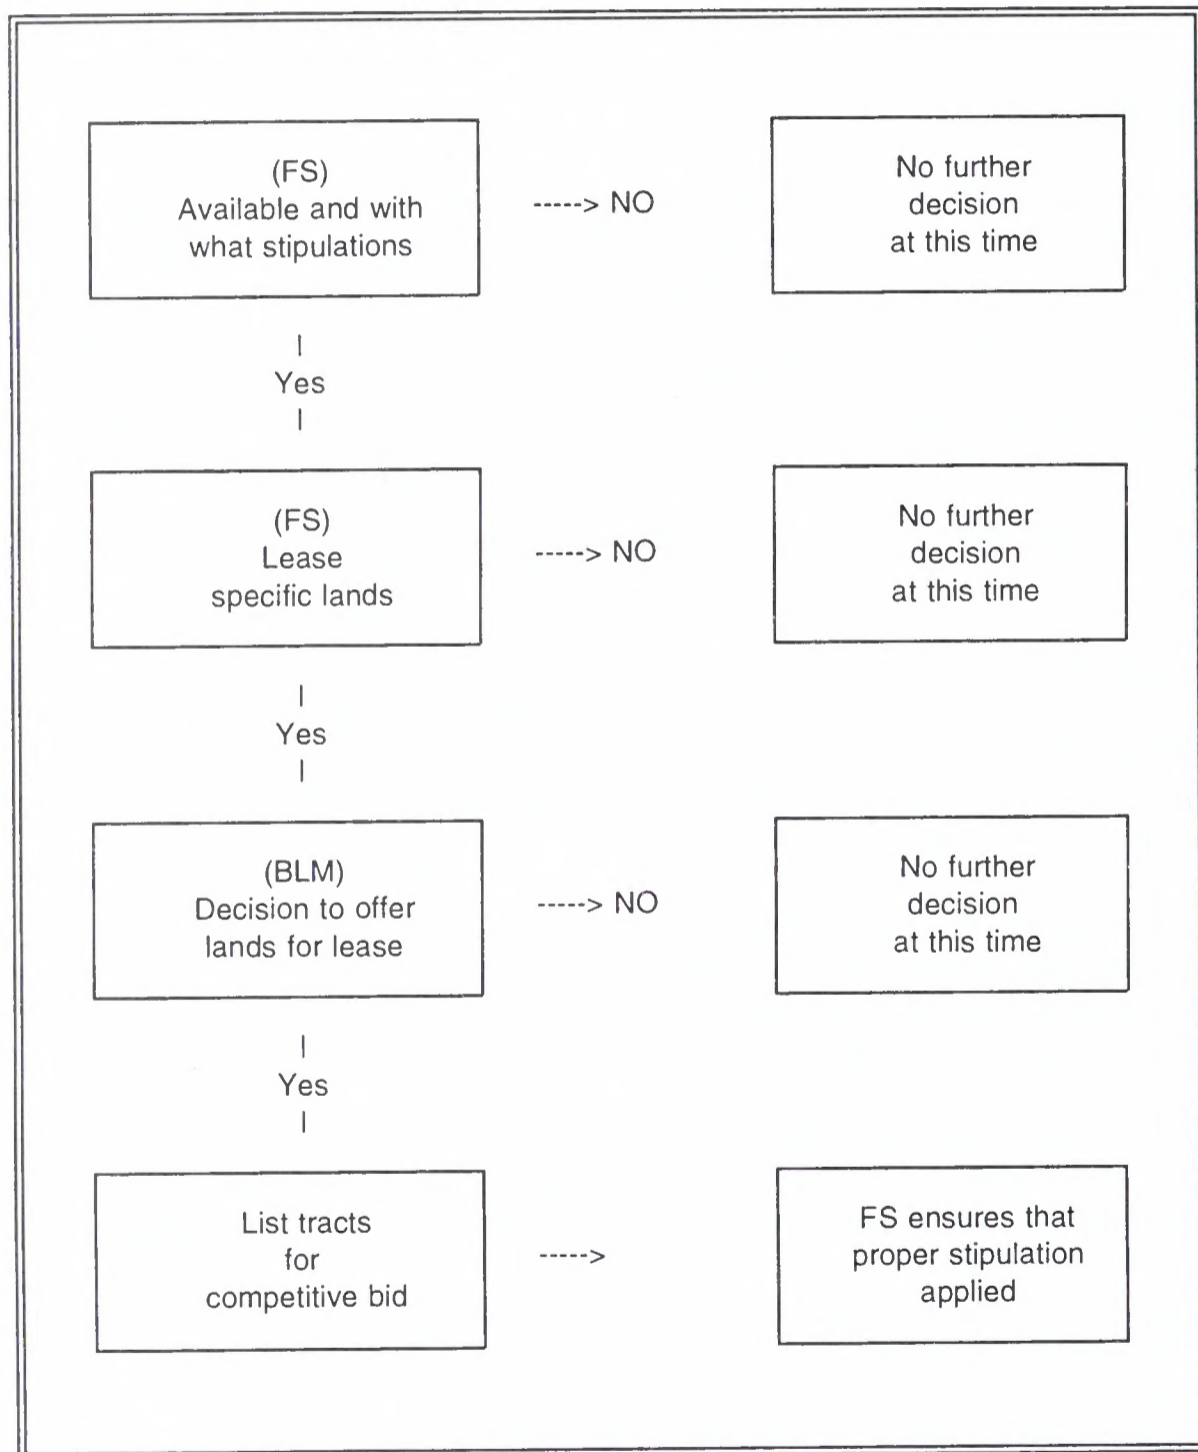 (FS)
Available and with
what stipulations
-----> NO
No further
decision
at this time
|
Yes
|
(FS)
Lease
specific lands
-----> NO
No further
decision
at this time
|
Yes
|
(BLM)
Decision to offer
lands for lease
-----> NO
No further
decision
at this time
|
Yes
|
List tracts
for
competitive bid
----->
FS ensures that
proper stipulation
applied